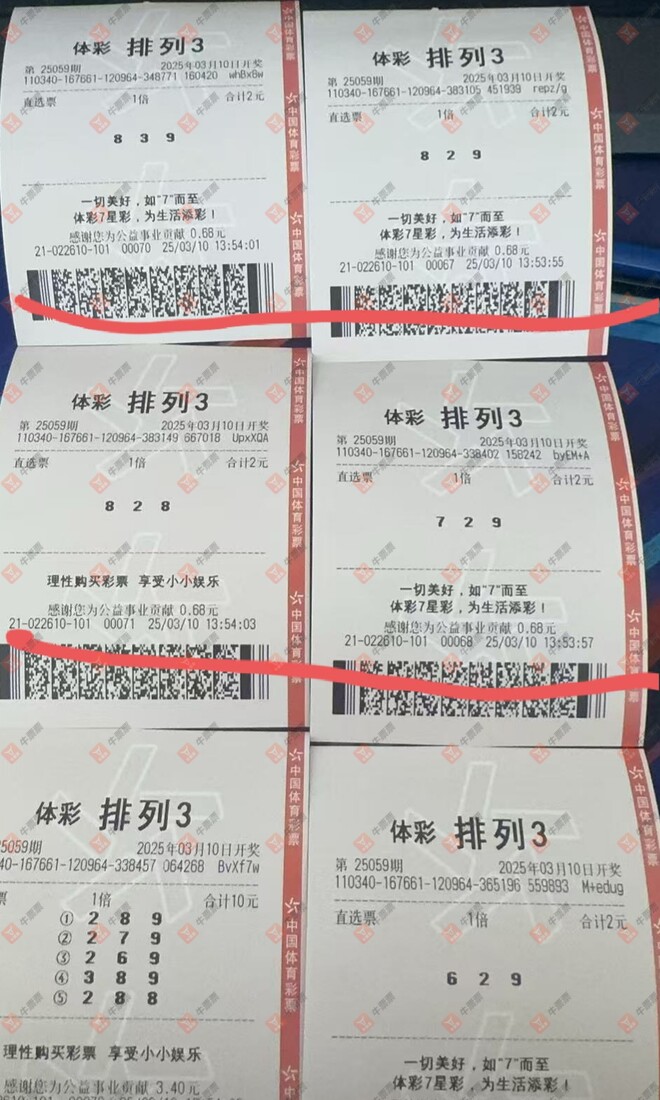 体彩 排列3
第 25059期 2025年03月10日开奖
110340-167661-120964-348771 160420 whBx8w
直选票 1倍 合计2元
8 3 9
一切美好，如"7"而至
体彩7星彩，为生活添彩！
感谢您为公益事业贡献 0.68元
21-022610-101 00070 25/03/10 13:54:01
中国体育彩票
体彩 排列3
第 25059期 2025年03月10日开奖
110340-167661-120964-383105 451939 repz/g
直选票 1倍 合计2元
8 2 9
一切美好，如"7"而至
体彩7星彩，为生活添彩！
感谢您为公益事业贡献 0.68元
21-022610-101 00067 25/03/10 13:53:55
中国体育彩票
体彩 排列3
第 25059期 2025年03月10日开奖
110340-167661-120964-383149 667018 UpxXQA
直选票 1倍 合计2元
8 2 8
理性购买彩票 享受小小娱乐
感谢您为公益事业贡献 0.68元
21-022610-101 00071 25/03/10 13:54:03
中国体育彩票
体彩 排列3
第 25059期 2025年03月10日开奖
110340-167661-120964-338402 158242 byEM+A
直选票 1倍 合计2元
7 2 9
一切美好，如"7"而至
体彩7星彩，为生活添彩！
感谢您为公益事业贡献 0.68元
21-022610-101 00068 25/03/10 13:53:57
中国体育彩票
体彩 排列3
25059期 2025年03月10日开奖
40-167661-120964-338457 064268 BvXf7w
票 1倍 合计10元
① 2 8 9
② 2 7 9
③ 2 6 9
④ 3 8 9
⑤ 2 8 8
理性购买彩票 享受小小娱乐
感谢您为公益事业贡献 3.40元
中国体育彩票
体彩 排列3
第 25059期 2025年03月10日开奖
110340-167661-120964-365196 559893 M+edug
直选票 1倍 合计2元
6 2 9
一切美好，如"7"而至
体彩7星彩，为生活添彩！
中国体育彩票